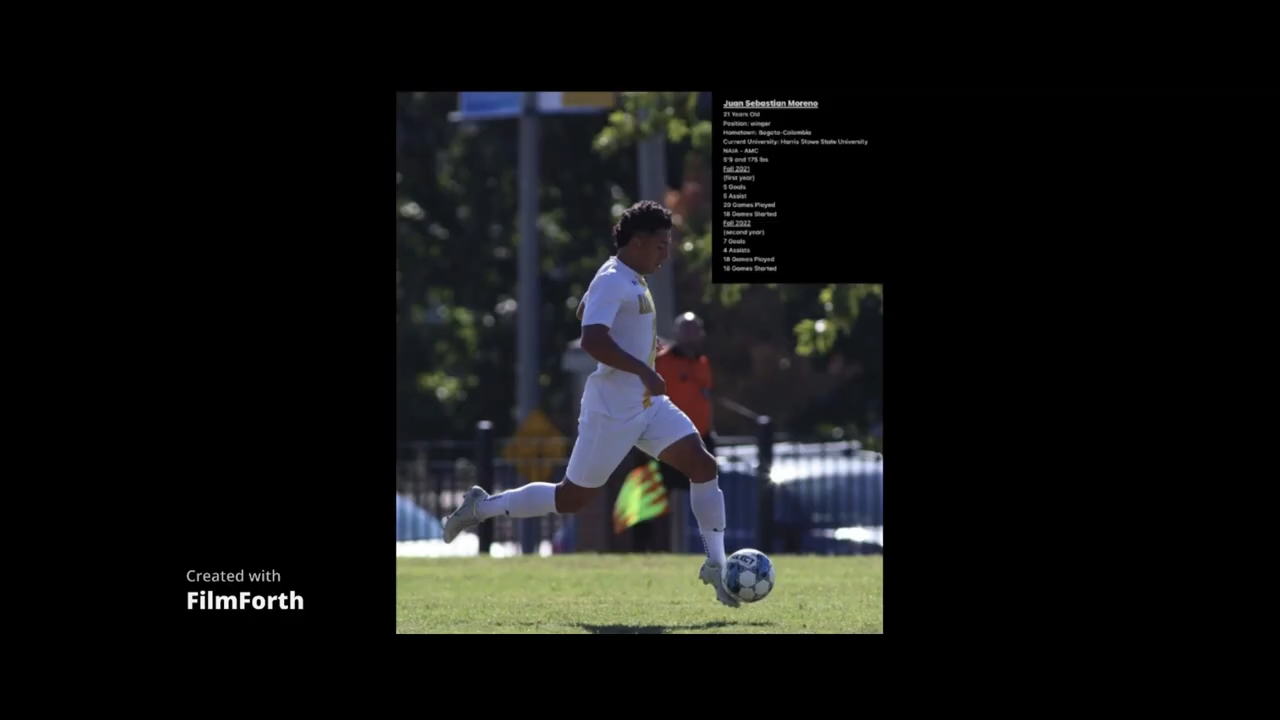 Juan Sebastian Moreno
21 Years Old
Position: winger
Hometown: Bogota-Colombia
Current University: Harris Stowe State University
NAIA - AMC
5'9 and 175 lbs
Fall 2021
(first year)
5 Goals
5 Assist
20 Games Played
18 Games Started
Fall 2022
(second year)
7 Goals
4 Assists
18 Games Played
18 Games Started
Created with
FilmForth